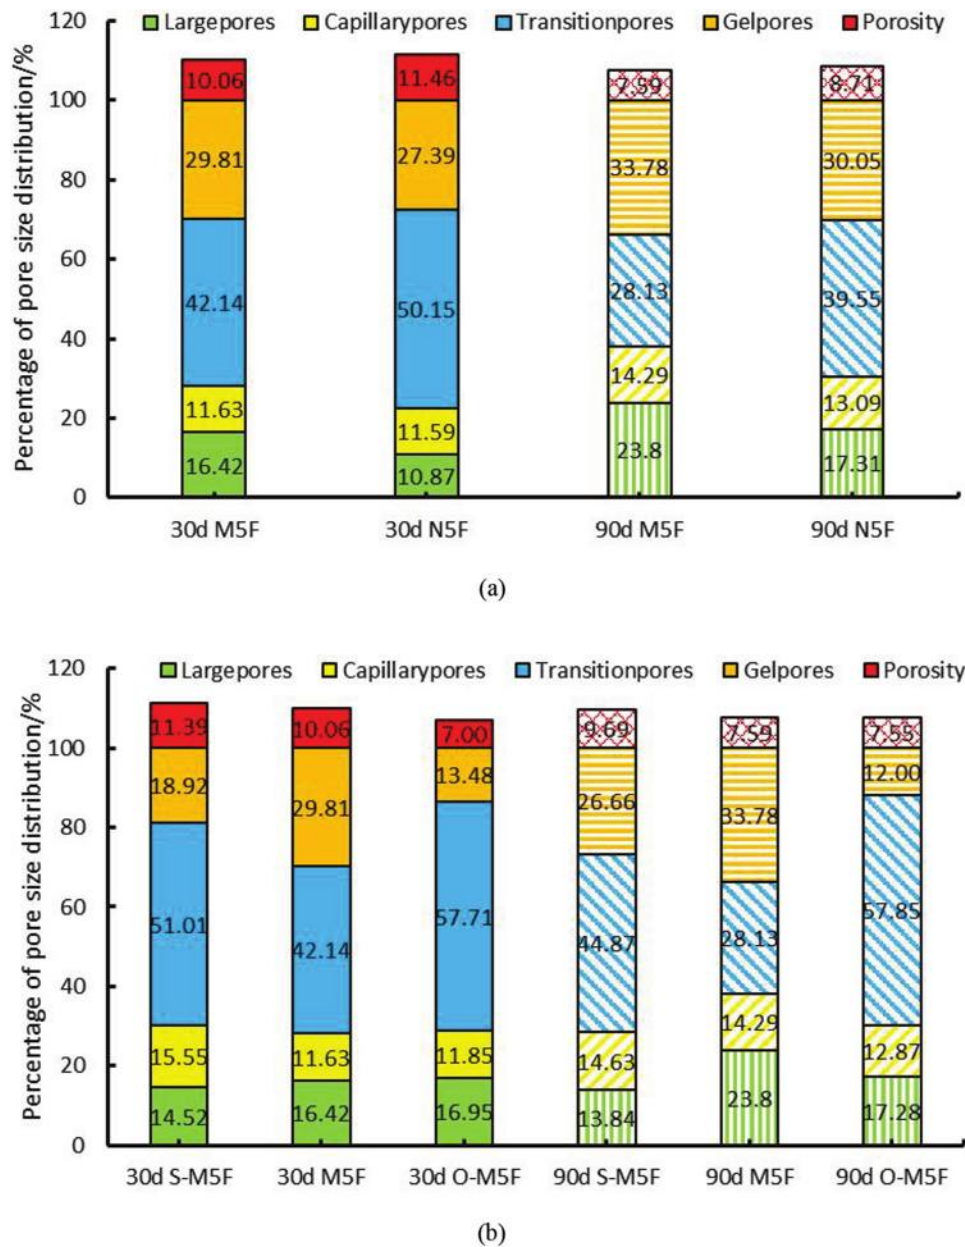 Largepores Capillarypores Transitionpores Gelpores Porosity
Percentage of pore size distribution/%
120
100
80
60
40
20
0
10.06 11.46 7.59 8.71
29.81 27.39 33.78 30.05
42.14 50.15 28.13 39.55
11.63 11.59 14.29 13.09
16.42 10.87 23.8 17.31
30d M5F 30d N5F 90d M5F 90d N5F
(a)
Largepores Capillarypores Transitionpores Gelpores Porosity
Percentage of pore size distribution/%
120
100
80
60
40
20
0
11.39 10.06 7.00 9.69 7.59 7.55
18.92 29.81 13.48 26.66 33.78 12.00
51.01 42.14 57.71 44.87 28.13 57.85
15.55 11.63 11.85 14.63 14.29 12.87
14.52 16.42 16.95 13.84 23.8 17.28
30d S-M5F 30d M5F 30d O-M5F 90d S-M5F 90d M5F 90d O-M5F
(b)